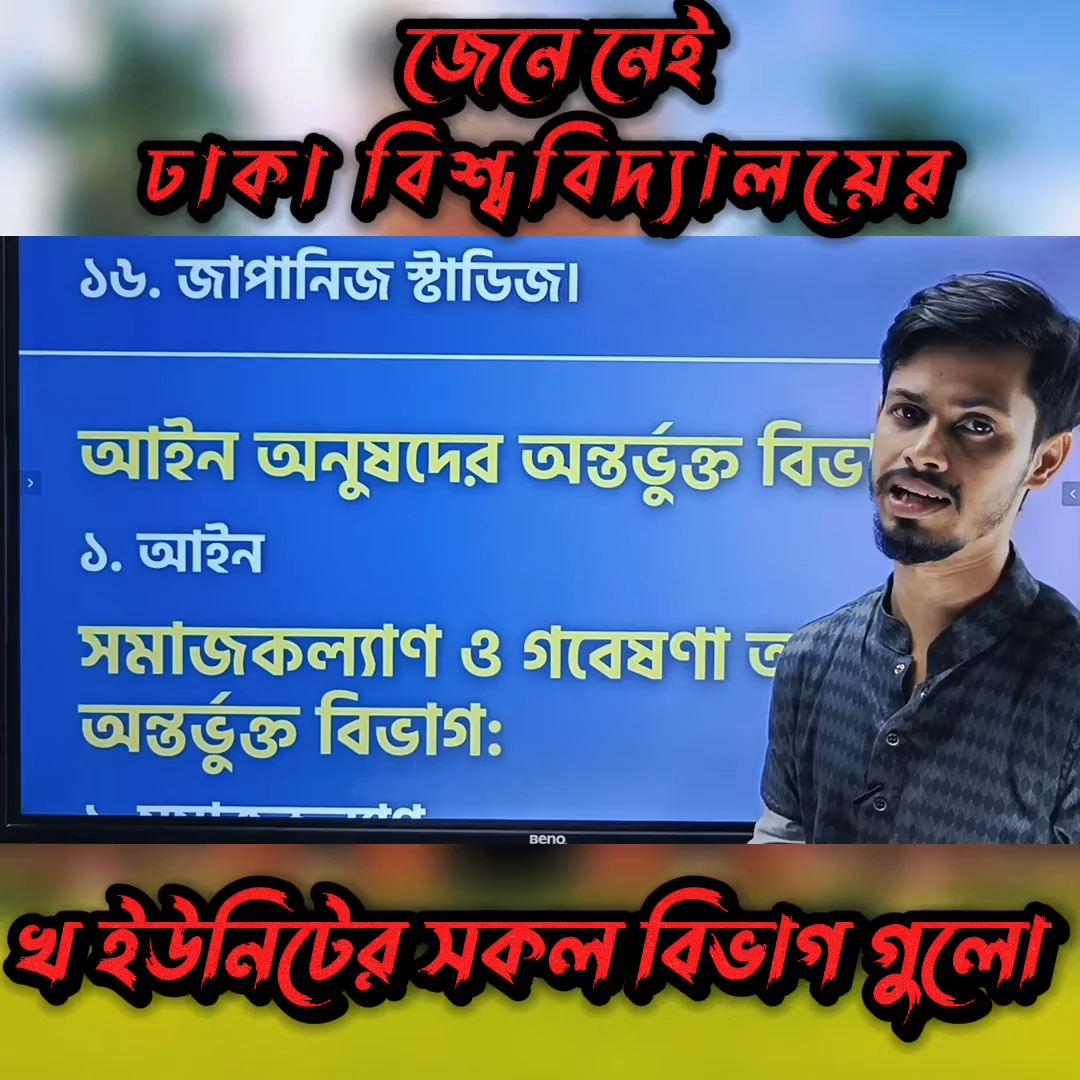 জেনে নেই
ঢাকা বিশ্ববিদ্যালয়ের
১৬. জাপানিজ স্টাডিজ।
আইন অনুষদের অন্তর্ভুক্ত
১. আইন
সমাজকল্যাণ ও গবেষণা
অন্তর্ভুক্ত বিভাগ:
BenQ
খ ইউনিটের সকল বিভাগ গুলো